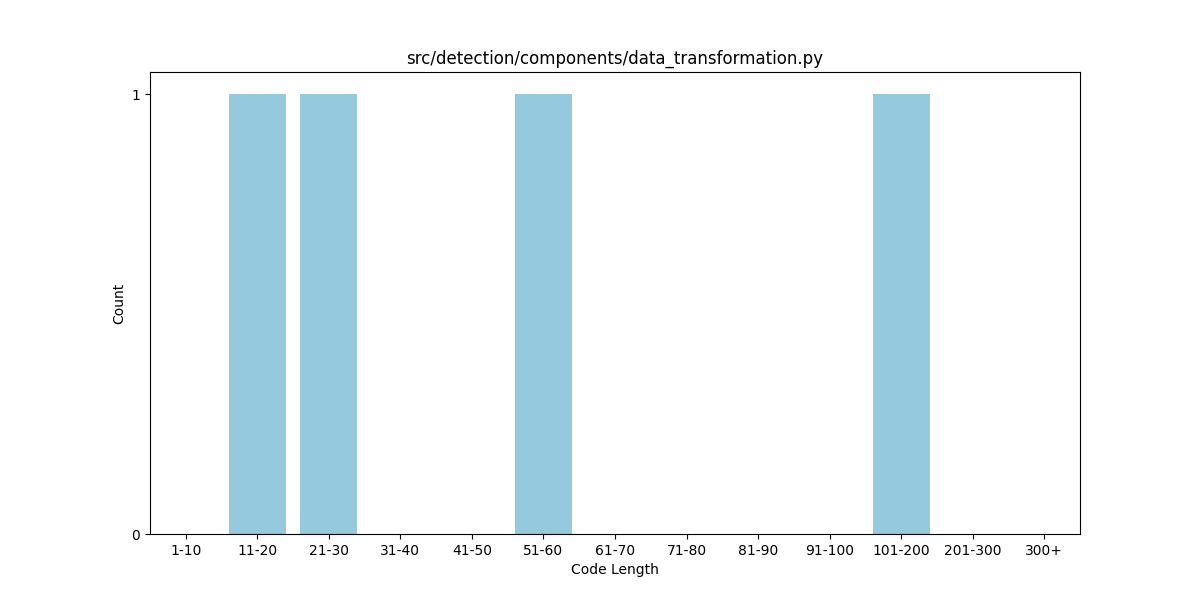 src/detection/components/data_transformation.py
1
Count
0
1-10 11-20 21-30 31-40 41-50 51-60 61-70 71-80 81-90 91-100 101-200 201-300 300+
Code Length